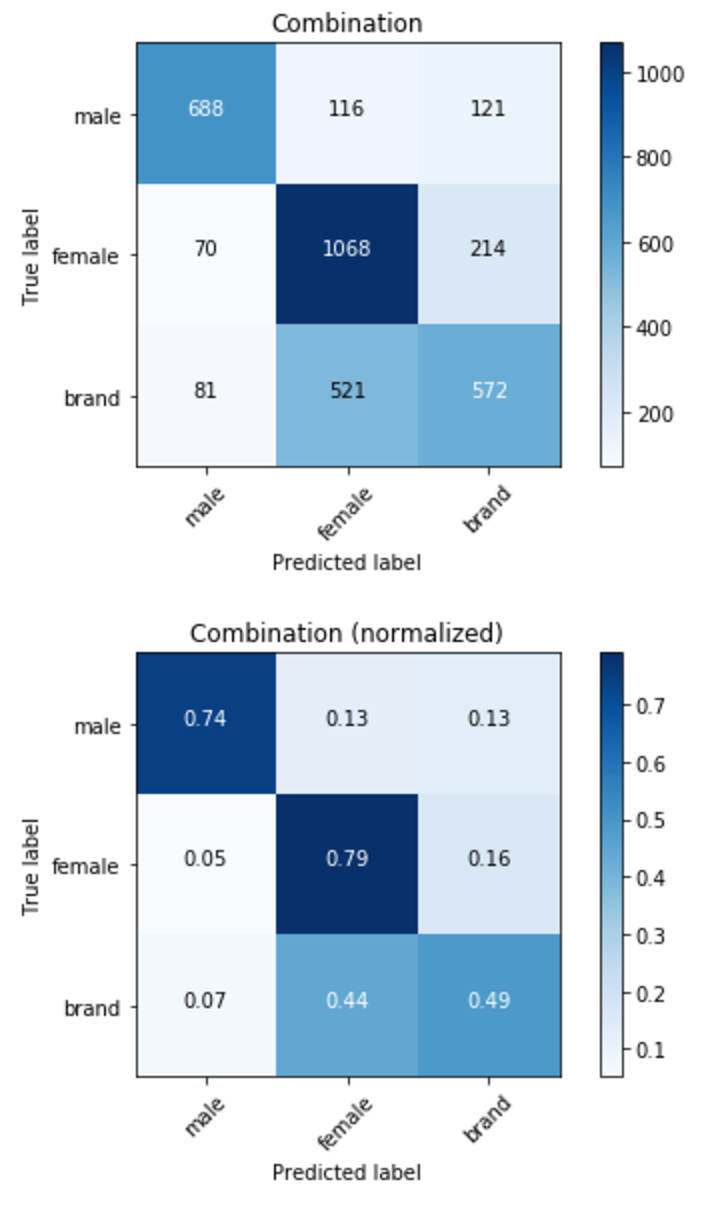 Combination
male 688 116 121 1000
female 70 1068 214 800
brand 81 521 572 600
400
200
True label
male female brand
Predicted label
Combination (normalized)
male 0.74 0.13 0.13 0.7
female 0.05 0.79 0.16 0.6
brand 0.07 0.44 0.49 0.5
0.4
0.3
0.2
0.1
True label
male female brand
Predicted label